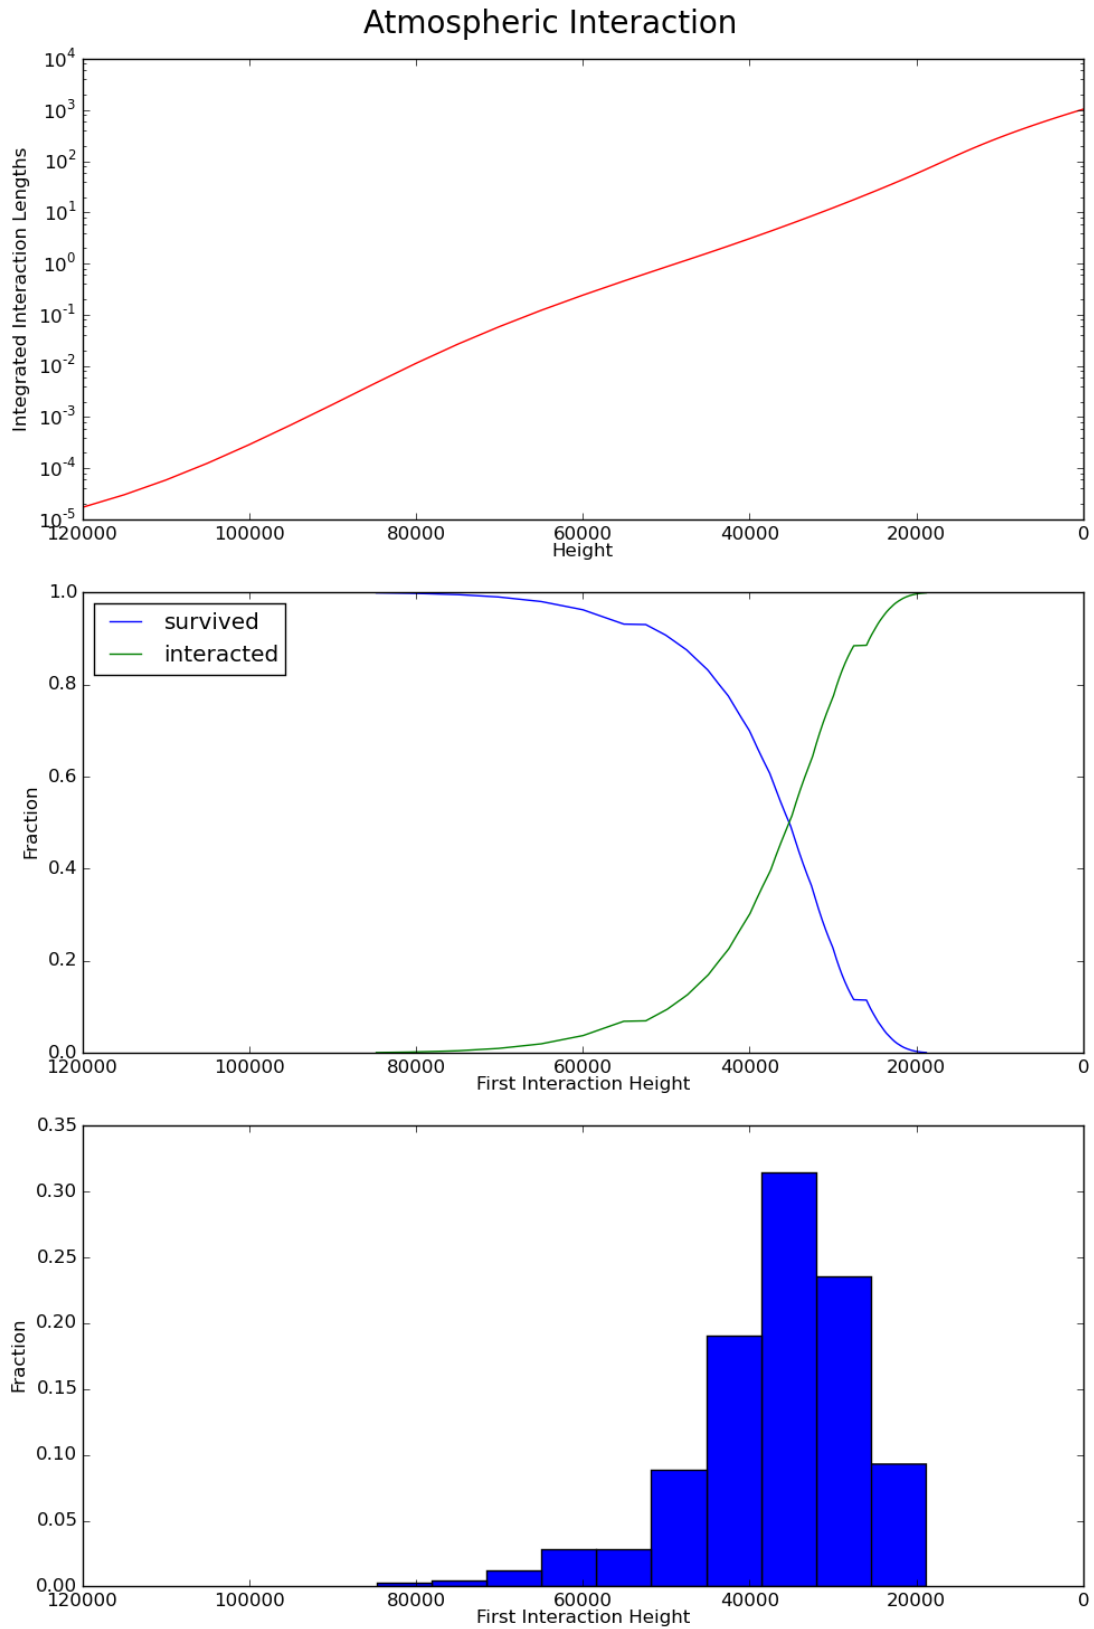 Atmospheric Interaction
10^4
10^3
10^2
10^1
10^0
10^-1
10^-2
10^-3
10^-4
10^-5
Integrated Interaction Lengths
120000 100000 80000 60000 40000 20000 0
Height
1.0
0.8
0.6
0.4
0.2
0.0
Fraction
survived
interacted
120000 100000 80000 60000 40000 20000 0
First Interaction Height
0.35
0.30
0.25
0.20
0.15
0.10
0.05
0.00
Fraction
120000 100000 80000 60000 40000 20000 0
First Interaction Height